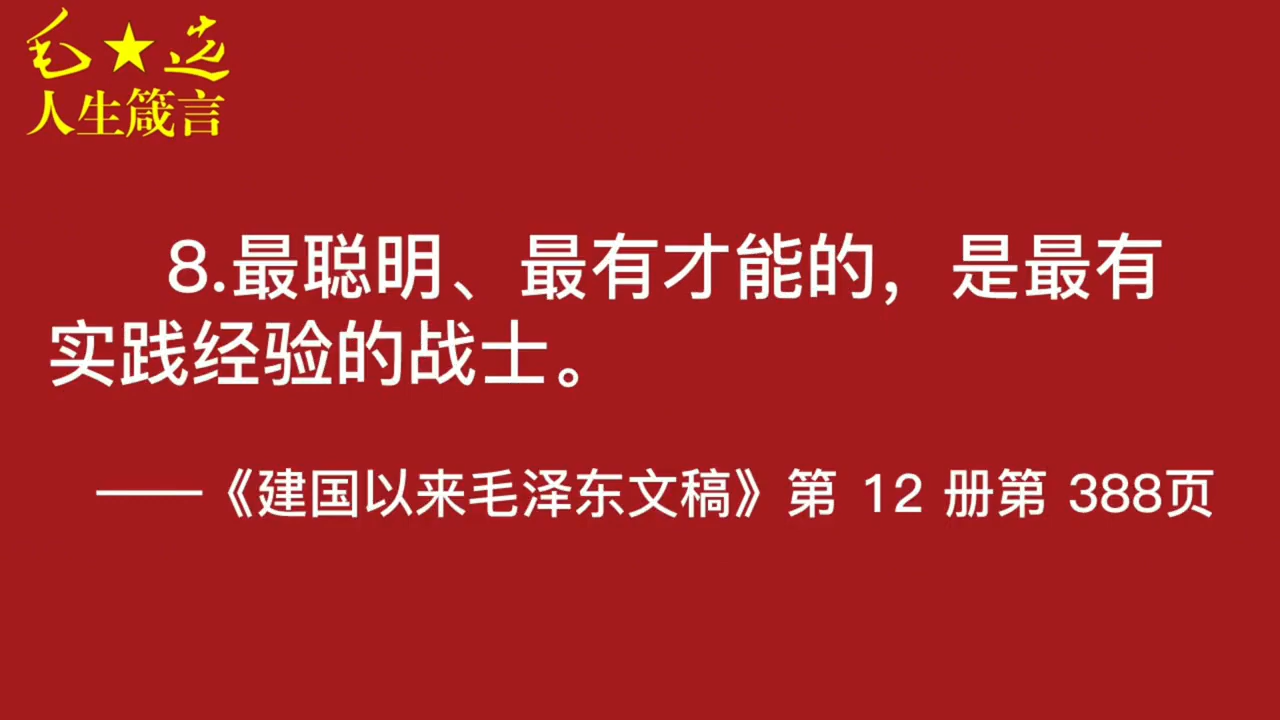 毛★选
人生箴言
8.最聪明、最有才能的，是最有
实践经验的战士。
——《建国以来毛泽东文稿》第 12 册第 388页